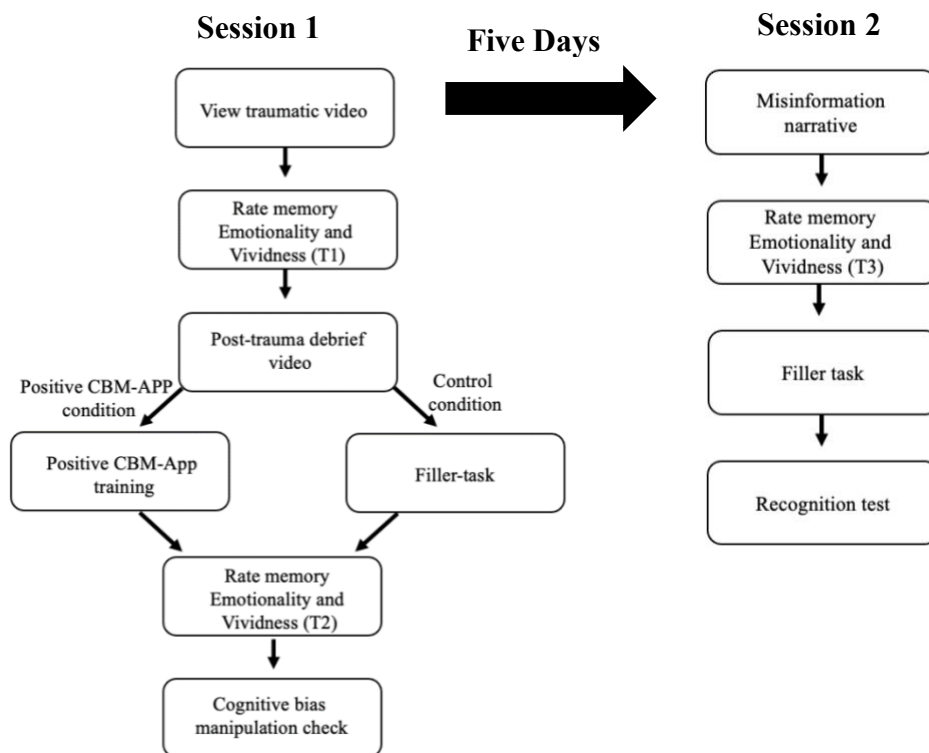 Session 1
Five Days
Session 2
View traumatic video
Rate memory
Emotionality and
Vividness (T1)
Post-trauma debrief
video
Positive CBM-APP
condition
Control
condition
Positive CBM-App
training
Filler-task
Rate memory
Emotionality and
Vividness (T2)
Cognitive bias
manipulation check
Misinformation
narrative
Rate memory
Emotionality and
Vividness (T3)
Filler task
Recognition test